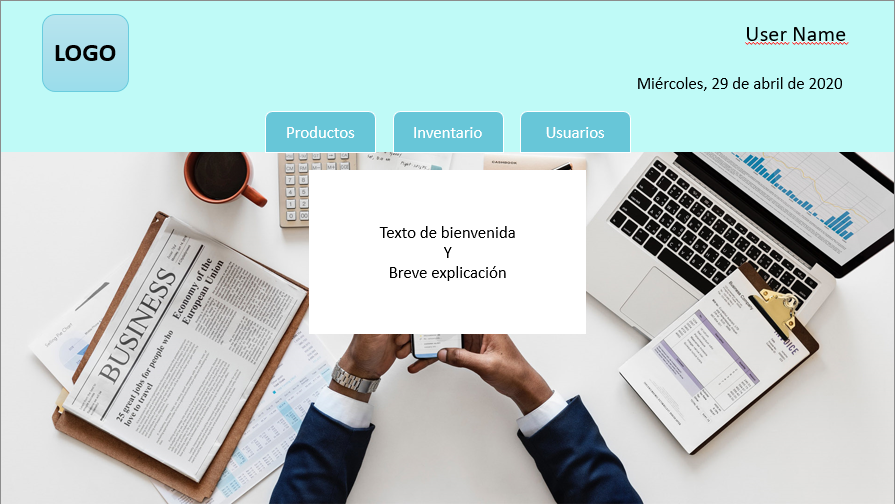 LOGO
User Name
Miércoles, 29 de abril de 2020
Productos
Inventario
Usuarios
Texto de bienvenida
Y
Breve explicación
BUSINESS
Economy of the
European Union
25 great jobs for people who
love to travel
INVOICE